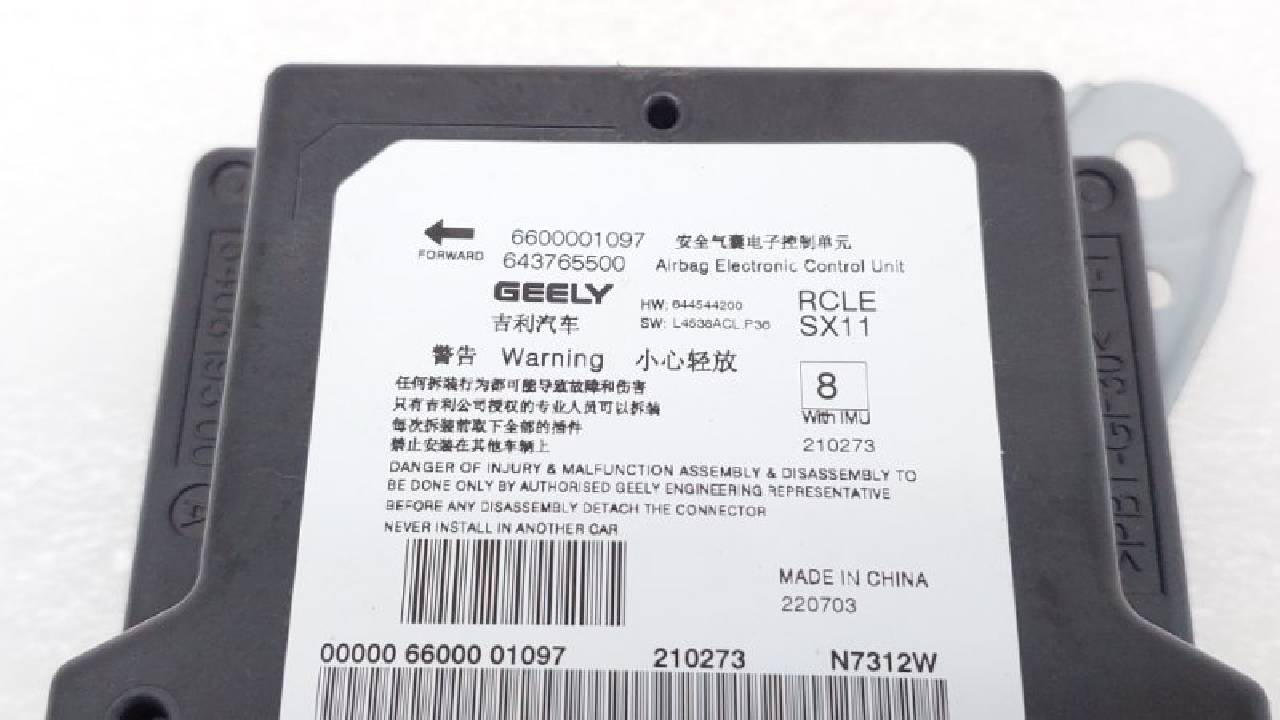 6600001097 安全气囊电子控制单元
FORWARD 643765500 Airbag Electronic Control Unit
GEELY HW: 644544200 RCLE
吉利汽车 SW: L4638ACL.P36 SX11
警告 Warning 小心轻放
8
With IMU
任何拆装行为都可能导致故障和伤害
只有吉利公司授权的专业人员可以拆装
每次拆装前取下全部的插件
禁止安装在其他车辆上
210273
DANGER OF INJURY & MALFUNCTION ASSEMBLY & DISASSEMBLY TO
BE DONE ONLY BY AUTHORISED GEELY ENGINEERING REPRESENTATIVE
BEFORE ANY DISASSEMBLY DETACH THE CONNECTOR
NEVER INSTALL IN ANOTHER CAR
MADE IN CHINA
220703
00000 66000 01097 210273 N7312W
>PBT-GF30< 1-1